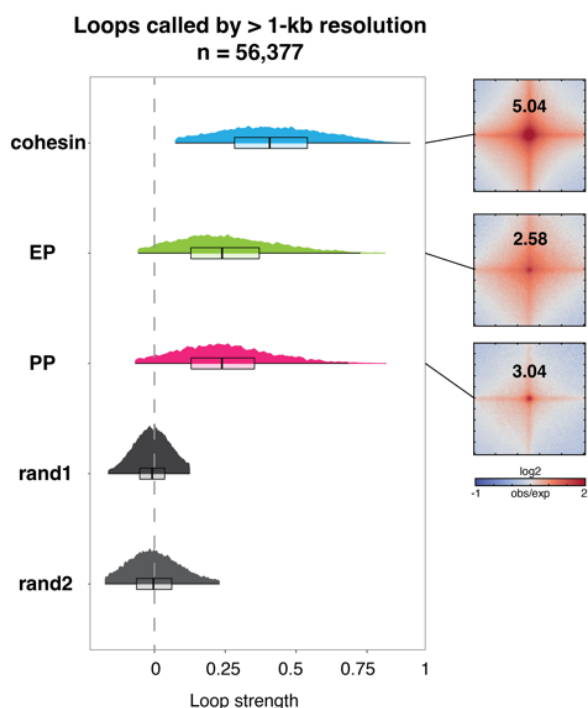 Loops called by > 1-kb resolution
n = 56,377
cohesin
5.04
EP
2.58
PP
3.04
rand1
log2
-1 obs/exp 2
rand2
0 0.25 0.5 0.75 1
Loop strength